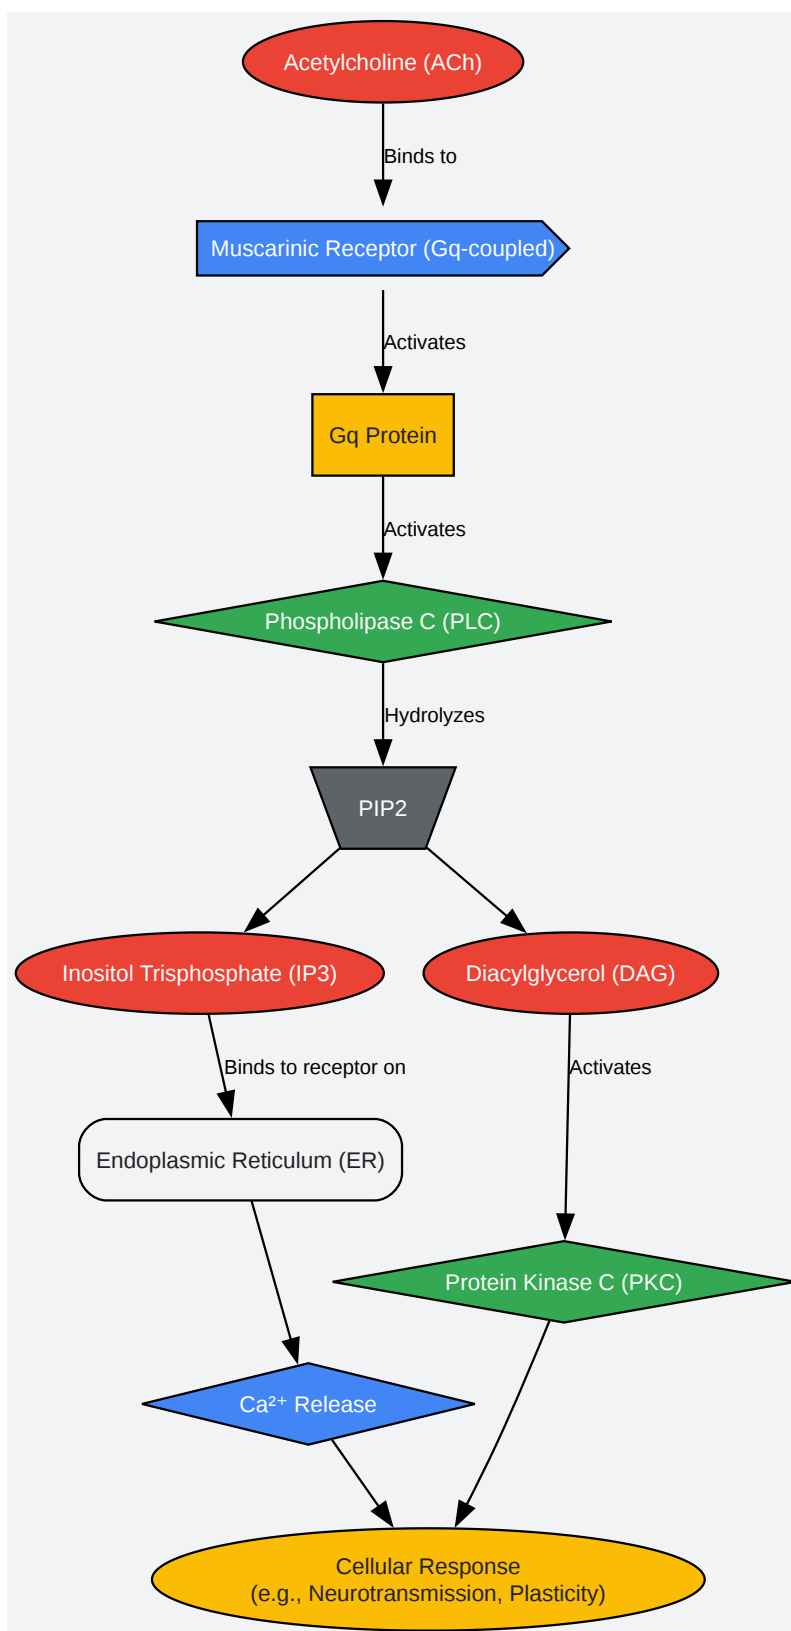 Acetylcholine (ACh)
Binds to
Muscarinic Receptor (Gq-coupled)
Activates
Gq Protein
Activates
Phospholipase C (PLC)
Hydrolyzes
PIP2
Inositol Trisphosphate (IP3)
Diacylglycerol (DAG)
Binds to receptor on
Activates
Endoplasmic Reticulum (ER)
Protein Kinase C (PKC)
Ca²⁺ Release
Cellular Response
(e.g., Neurotransmission, Plasticity)